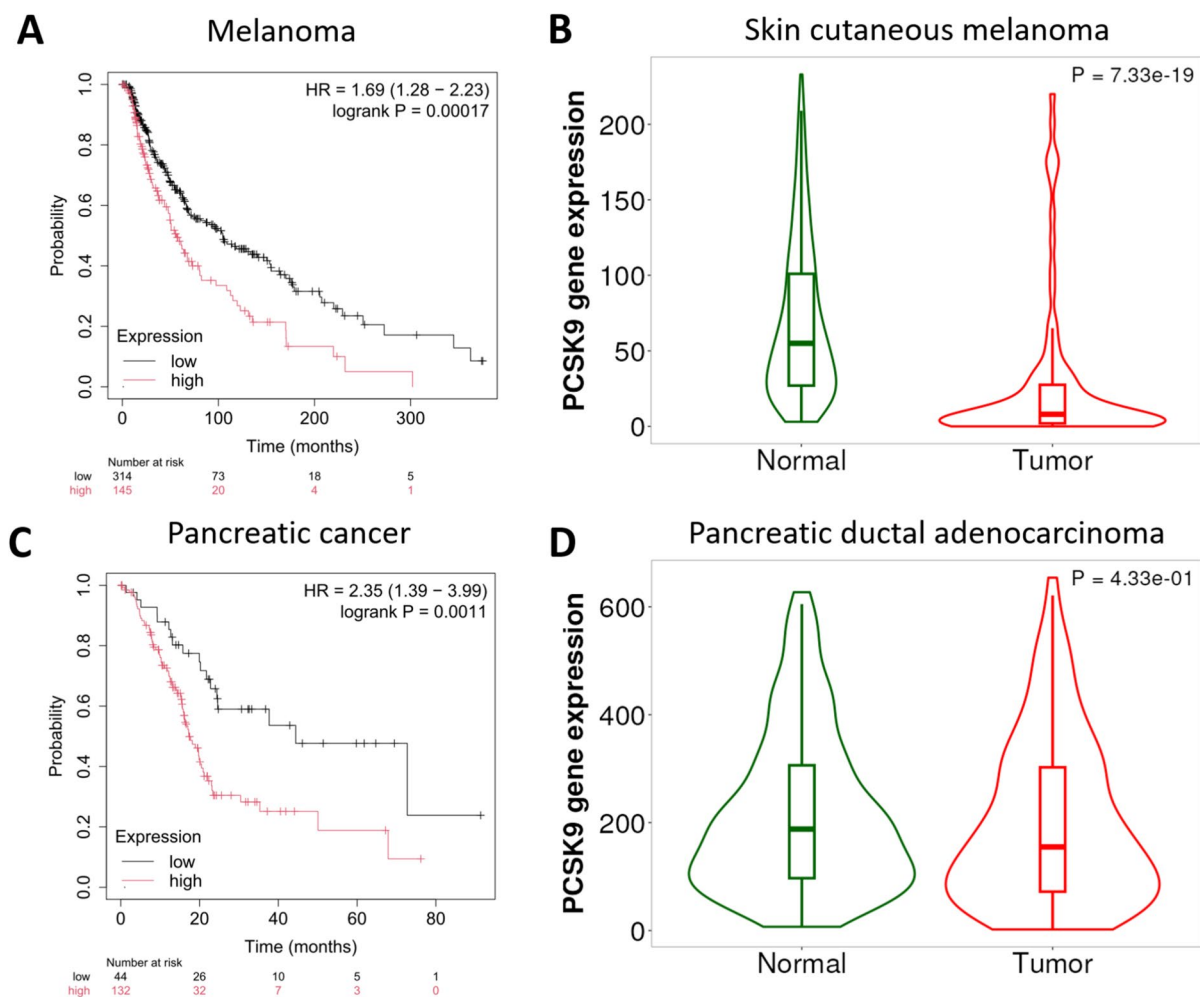 A
Melanoma
HR = 1.69 (1.28 − 2.23)
logrank P = 0.00017
Probability
1.0
0.8
0.6
0.4
0.2
0.0
Expression
low
high
0 100 200 300
Time (months)
Number at risk
low 314 73 18 5
high 145 20 4 1
B
Skin cutaneous melanoma
P = 7.33e-19
PCSK9 gene expression
200
150
100
50
0
Normal Tumor
C
Pancreatic cancer
HR = 2.35 (1.39 − 3.99)
logrank P = 0.0011
Probability
1.0
0.8
0.6
0.4
0.2
0.0
Expression
low
high
0 20 40 60 80
Time (months)
Number at risk
low 44 26 10 5 1
high 132 32 7 3 0
D
Pancreatic ductal adenocarcinoma
P = 4.33e-01
PCSK9 gene expression
600
400
200
0
Normal Tumor